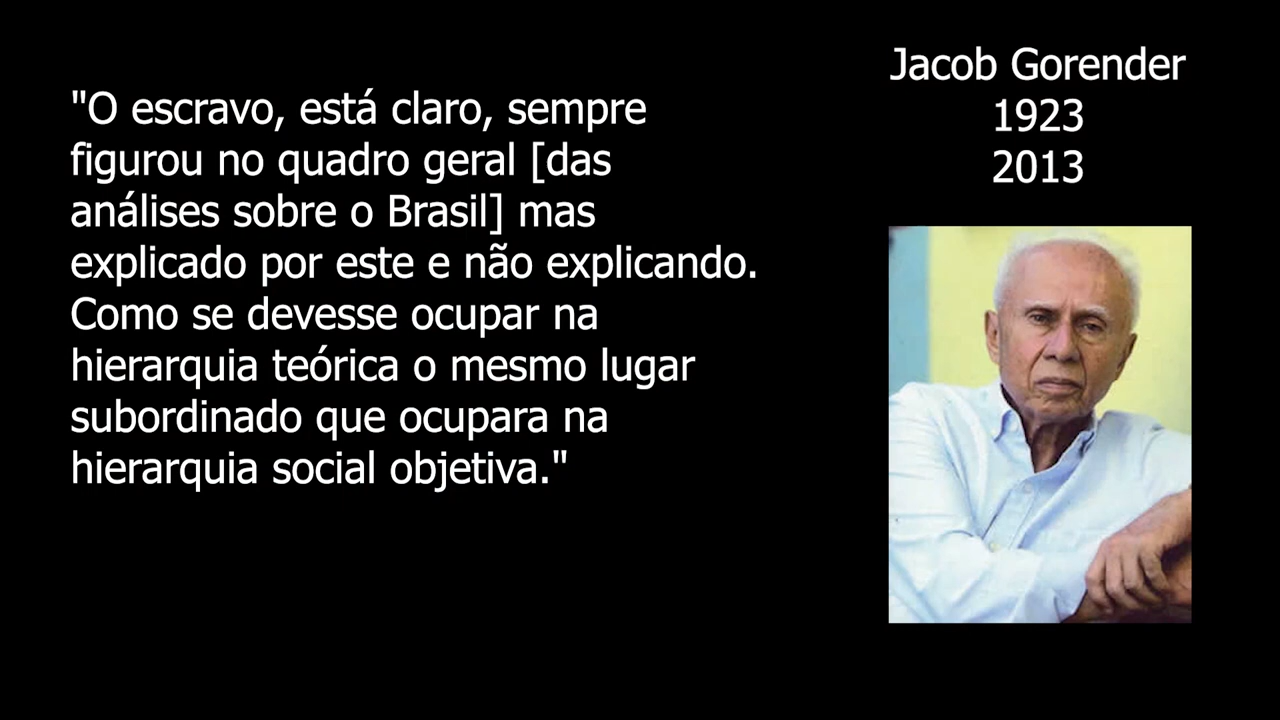 "O escravo, está claro, sempre
figurou no quadro geral [das
análises sobre o Brasil] mas
explicado por este e não explicando.
Como se devesse ocupar na
hierarquia teórica o mesmo lugar
subordinado que ocupara na
hierarquia social objetiva."
Jacob Gorender
1923
2013